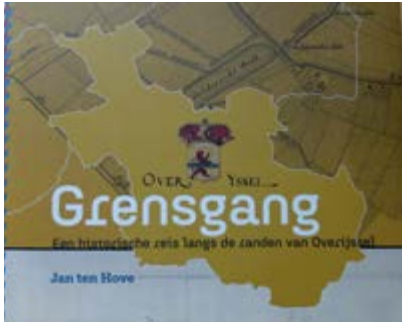 OVER YSSEL
Grensgang
Een historische reis langs de randen van Overijssel
Jan ten Hove